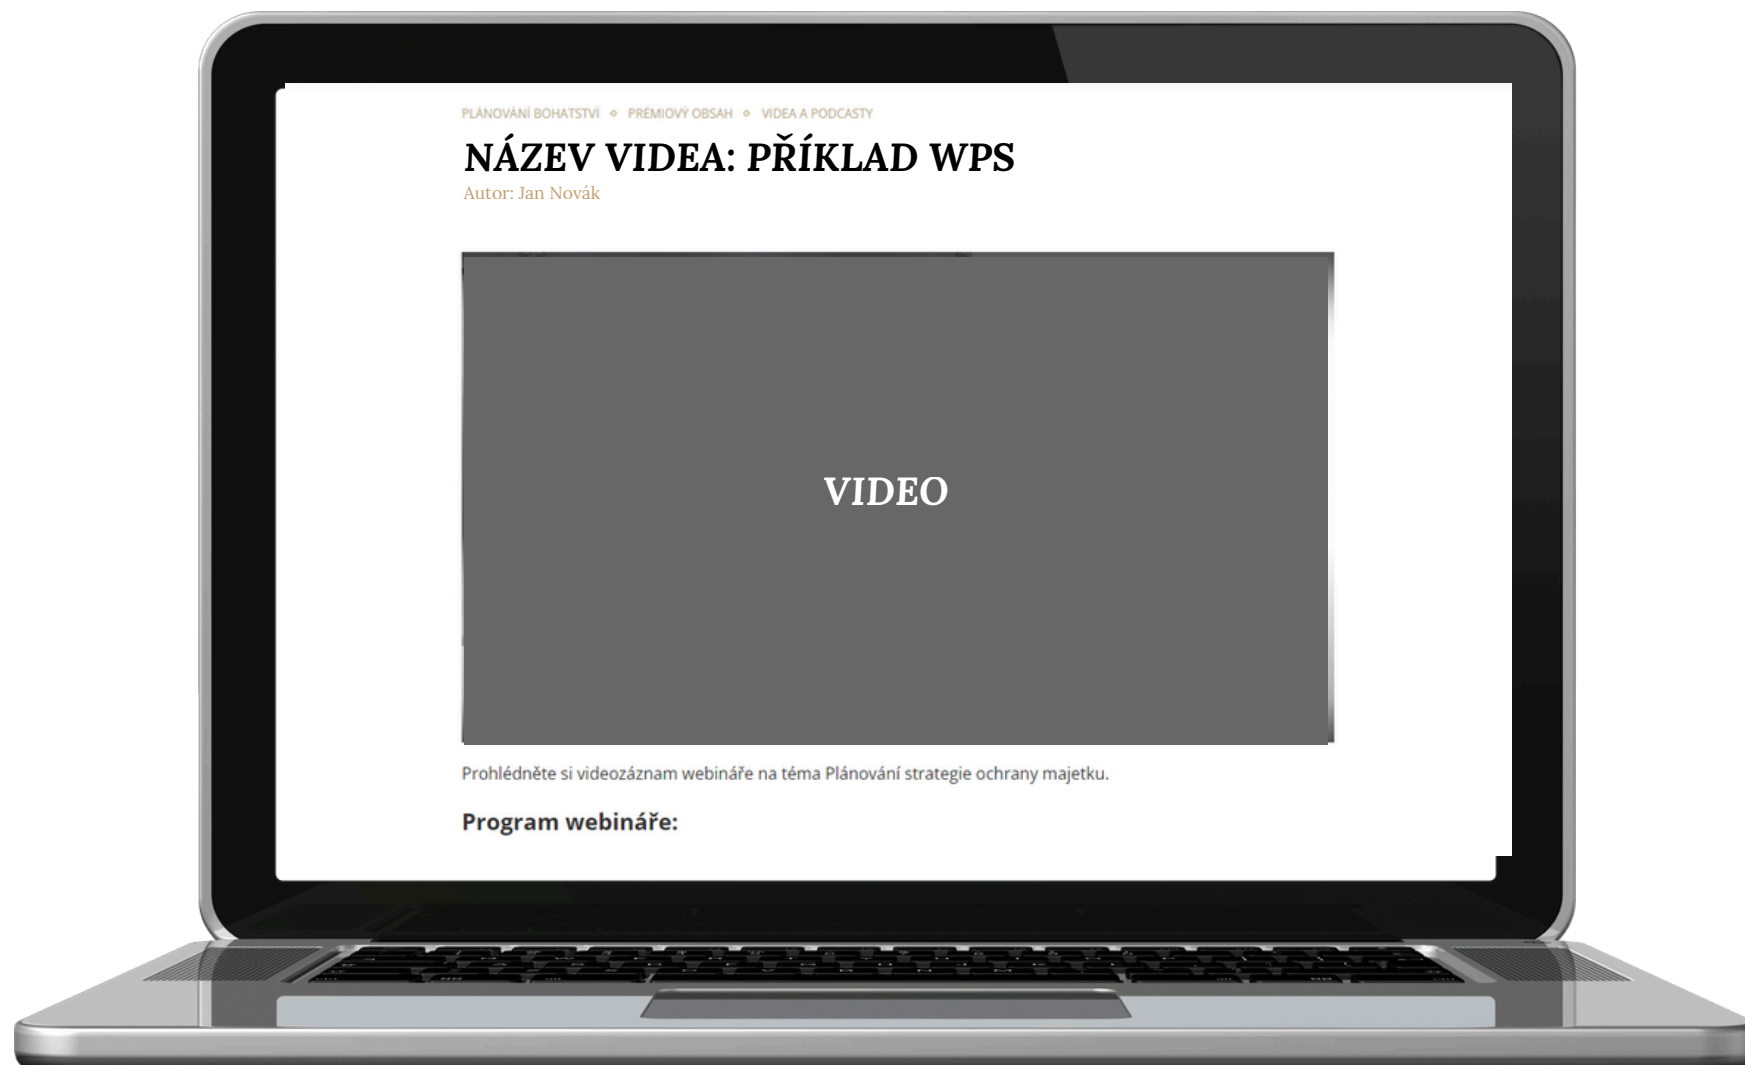 PLÁNOVÁNÍ BOHATSTVÍ ⋄ PRÉMIOVÝ OBSAH ⋄ VIDEA A PODCASTY
NÁZEV VIDEA: PŘÍKLAD WPS
Autor: Jan Novák
VIDEO
Prohlédněte si videozáznam webináře na téma Plánování strategie ochrany majetku.
Program webináře: